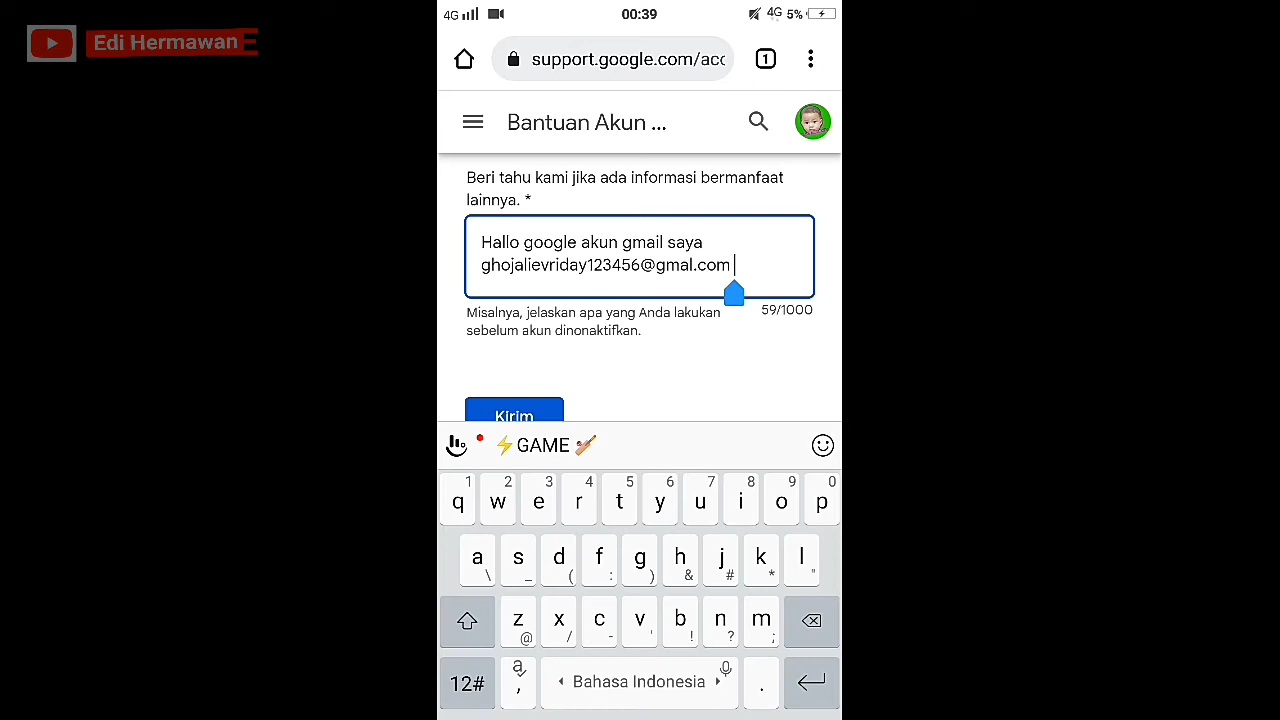 Edi Hermawan
4G 00:39 4G 5%
support.google.com/acc 1
Bantuan Akun ...
Beri tahu kami jika ada informasi bermanfaat
lainnya. *
Hallo google akun gmail saya
ghojalievriday123456@gmal.com
Misalnya, jelaskan apa yang Anda lakukan
sebelum akun dinonaktifkan.
59/1000
Kirim
⚡GAME🏏
1 2 3 4 5 6 7 8 9 0
q w e r t y u i o p
a s d f g h j k l
\ _ ( : ) & # * "
z x c v b n m
@ / - ' ! ? ;
12# , Bahasa Indonesia .